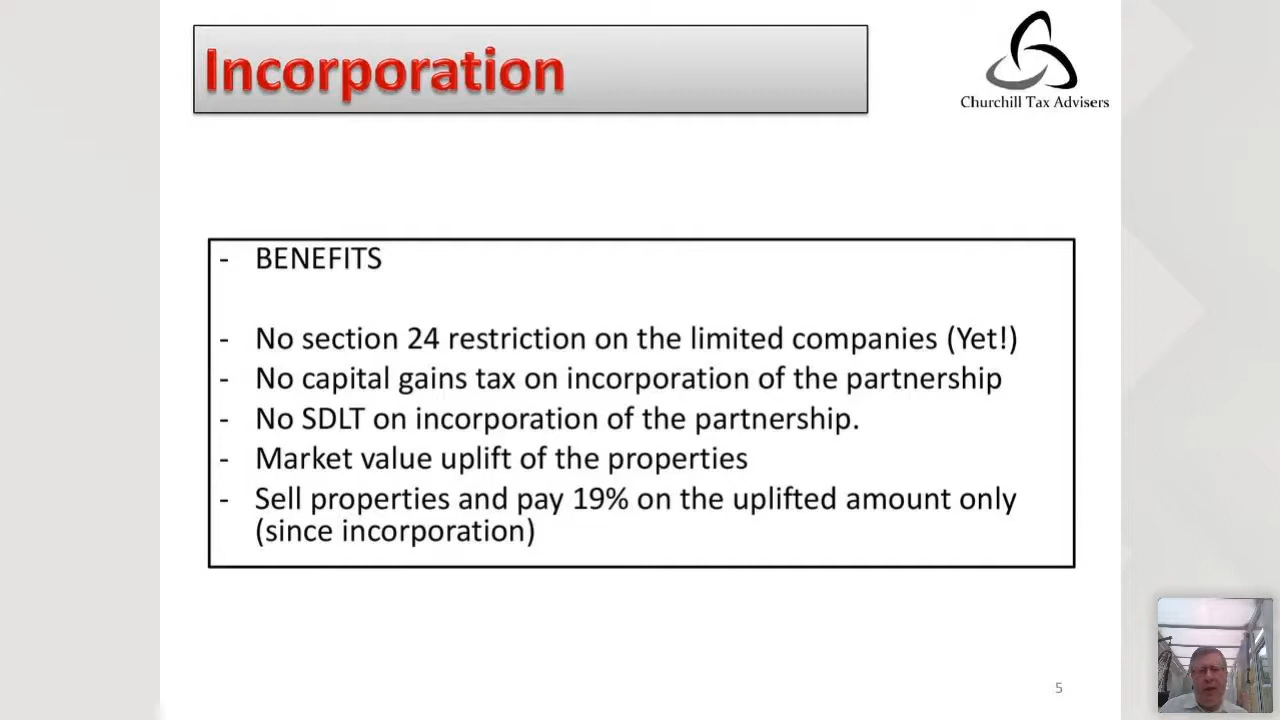 Incorporation
Churchill Tax Advisers
- BENEFITS
- No section 24 restriction on the limited companies (Yet!)
- No capital gains tax on incorporation of the partnership
- No SDLT on incorporation of the partnership.
- Market value uplift of the properties
- Sell properties and pay 19% on the uplifted amount only
(since incorporation)
5